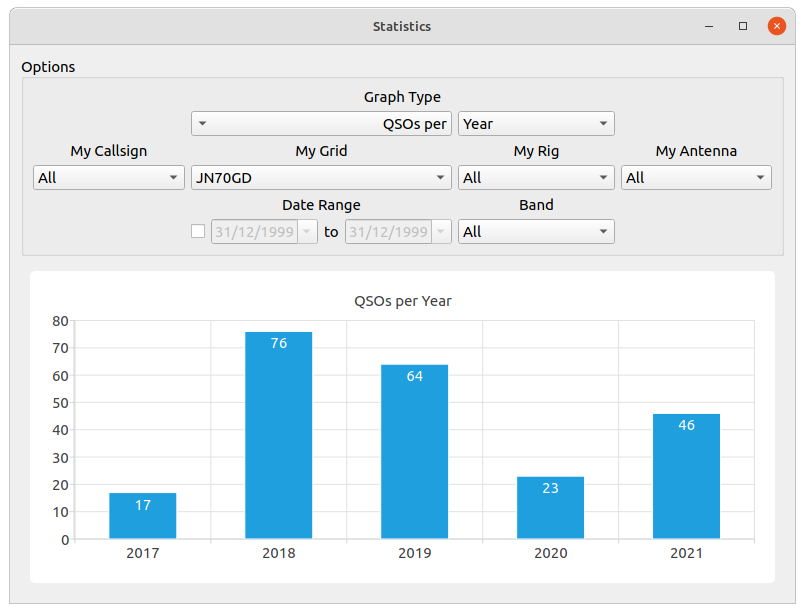 Statistics
Options
Graph Type
QSOs per Year
My Callsign My Grid My Rig My Antenna
All JN70GD All All
Date Range Band
31/12/1999 to 31/12/1999 All
QSOs per Year
80
70
60
50
40
30
20
10
0
17 76 64 23 46
2017 2018 2019 2020 2021